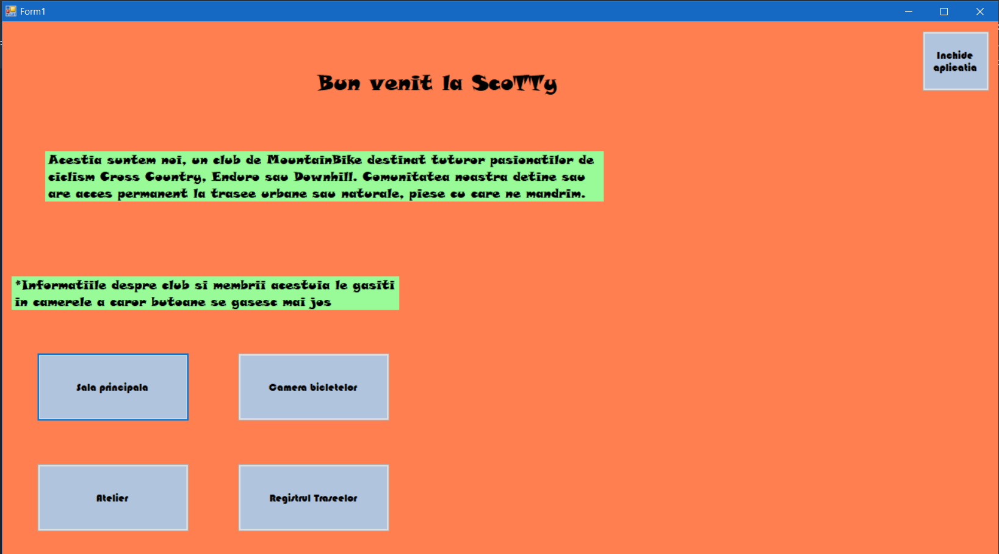 Form1
Inchide
aplicatia
Bun venit la ScoTTy
Acestia suntem noi, un club de MountainBike destinat tuturor pasionatilor de
ciclism Cross Country, Enduro sau Downhill. Comunitatea noastra detine sau
are acces permanent la trasee urbane sau naturale, piese cu care ne mandrim.
*Informatiile despre club si membrii acestuia le gasiti
in camerele a caror butoane se gasesc mai jos
Sala principala
Camera bicletelor
Atelier
Registrul Traseelor